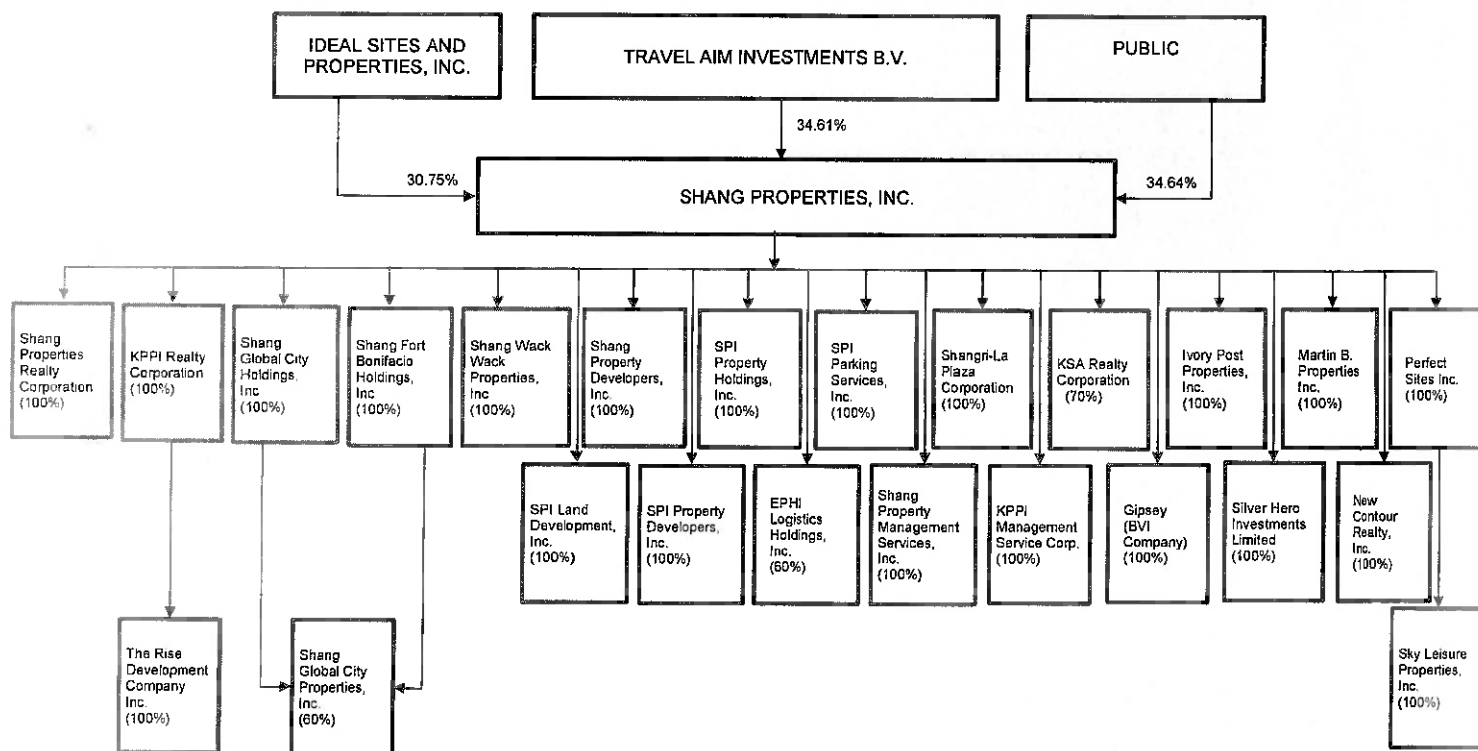 IDEAL SITES AND
PROPERTIES, INC.
TRAVEL AIM INVESTMENTS B.V.
PUBLIC
34.61%
30.75%
34.64%
SHANG PROPERTIES, INC.
Shang
Properties
Realty
Corporation
(100%)
KPPI Realty
Corporation
(100%)
Shang
Global City
Holdings,
Inc
(100%)
Shang Fort
Bonifacio
Holdings,
Inc
(100%)
Shang Wack
Wack
Properties,
Inc
(100%)
Shang
Property
Developers,
Inc.
(100%)
SPI
Property
Holdings,
Inc.
(100%)
SPI
Parking
Services,
Inc.
(100%)
Shangri-La
Plaza
Corporation
(100%)
KSA Realty
Corporation
(70%)
Ivory Post
Properties,
Inc.
(100%)
Martin B.
Properties
Inc.
(100%)
Perfect
Sites Inc.
(100%)
SPI Land
Development,
Inc.
(100%)
SPI Property
Developers,
Inc.
(100%)
EPHI
Logistics
Holdings,
Inc.
(60%)
Shang
Property
Management
Services,
Inc.
(100%)
KPPI
Management
Service Corp.
(100%)
Gipsey
(BVI
Company)
(100%)
Silver Hero
Investments
Limited
(100%)
New
Contour
Realty,
Inc.
(100%)
The Rise
Development
Company
Inc.
(100%)
Shang
Global City
Properties,
Inc.
(60%)
Sky Leisure
Properties,
Inc.
(100%)